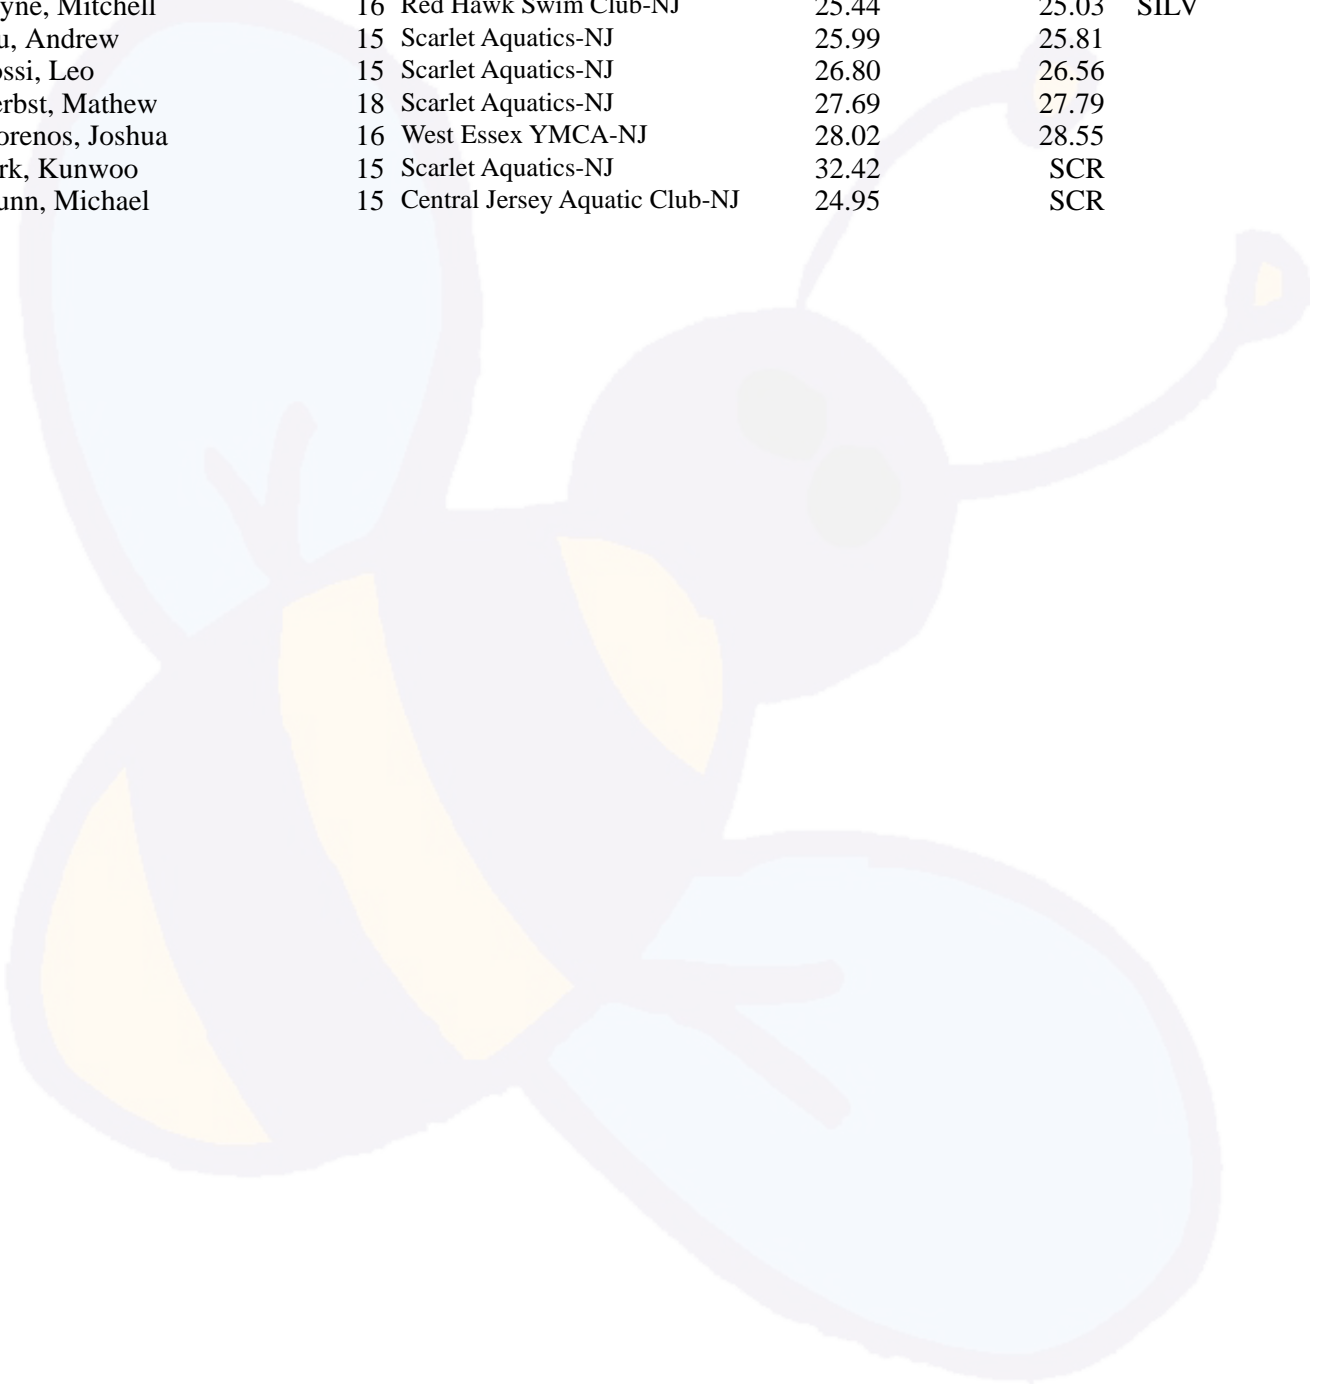 yne, Mitchell 16 Red Hawk Swim Club-NJ 25.44 25.03 SILV
u, Andrew 15 Scarlet Aquatics-NJ 25.99 25.81
ossi, Leo 15 Scarlet Aquatics-NJ 26.80 26.56
erbst, Mathew 18 Scarlet Aquatics-NJ 27.69 27.79
orenos, Joshua 16 West Essex YMCA-NJ 28.02 28.55
rk, Kunwoo 15 Scarlet Aquatics-NJ 32.42 SCR
unn, Michael 15 Central Jersey Aquatic Club-NJ 24.95 SCR